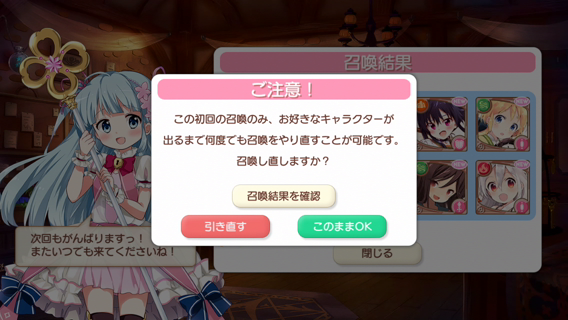 召喚結果
ご注意！
この初回の召喚のみ、お好きなキャラクターが
出るまで何度でも召喚をやり直すことが可能です。
召喚し直しますか？
召喚結果を確認
引き直す
このままOK
閉じる
次回もがんばりますっ！
またいつでも来てくださいね！